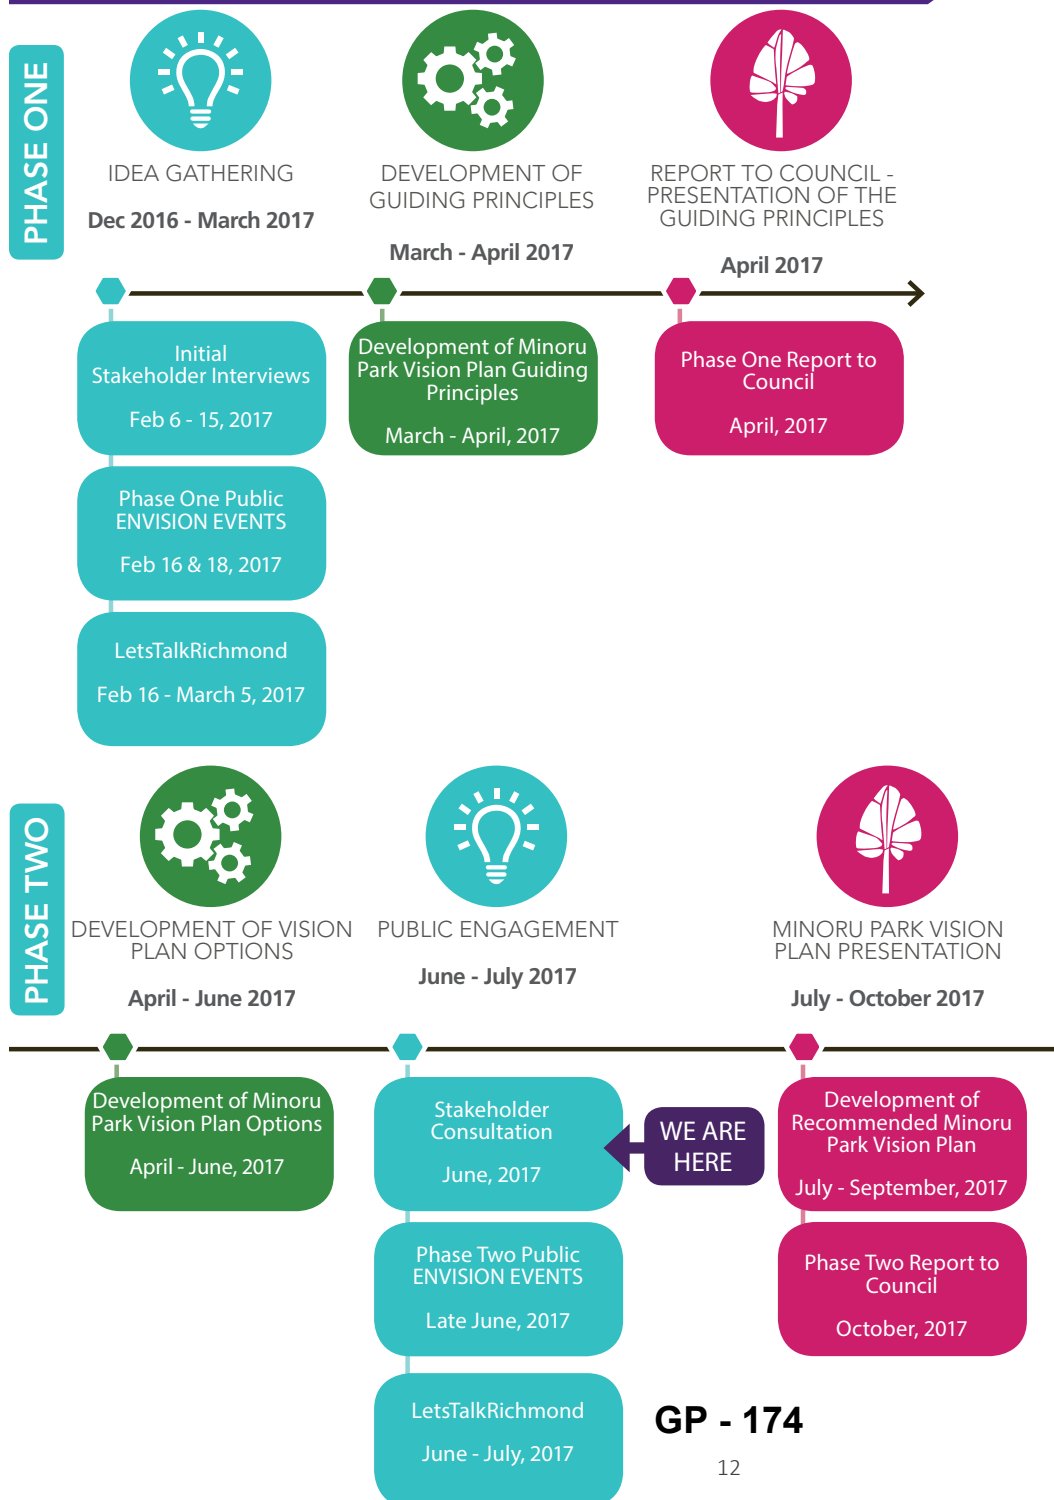 PHASE ONE
IDEA GATHERING
Dec 2016 - March 2017
DEVELOPMENT OF
GUIDING PRINCIPLES
March - April 2017
REPORT TO COUNCIL -
PRESENTATION OF THE
GUIDING PRINCIPLES
April 2017
Initial
Stakeholder Interviews
Feb 6 - 15, 2017
Phase One Public
ENVISION EVENTS
Feb 16 & 18, 2017
LetsTalkRichmond
Feb 16 - March 5, 2017
Development of Minoru
Park Vision Plan Guiding
Principles
March - April, 2017
Phase One Report to
Council
April, 2017
PHASE TWO
DEVELOPMENT OF VISION
PLAN OPTIONS
April - June 2017
PUBLIC ENGAGEMENT
June - July 2017
MINORU PARK VISION
PLAN PRESENTATION
July - October 2017
Development of Minoru
Park Vision Plan Options
April - June, 2017
Stakeholder
Consultation
June, 2017
WE ARE
HERE
Phase Two Public
ENVISION EVENTS
Late June, 2017
LetsTalkRichmond
June - July, 2017
Development of
Recommended Minoru
Park Vision Plan
July - September, 2017
Phase Two Report to
Council
October, 2017
GP - 174
12